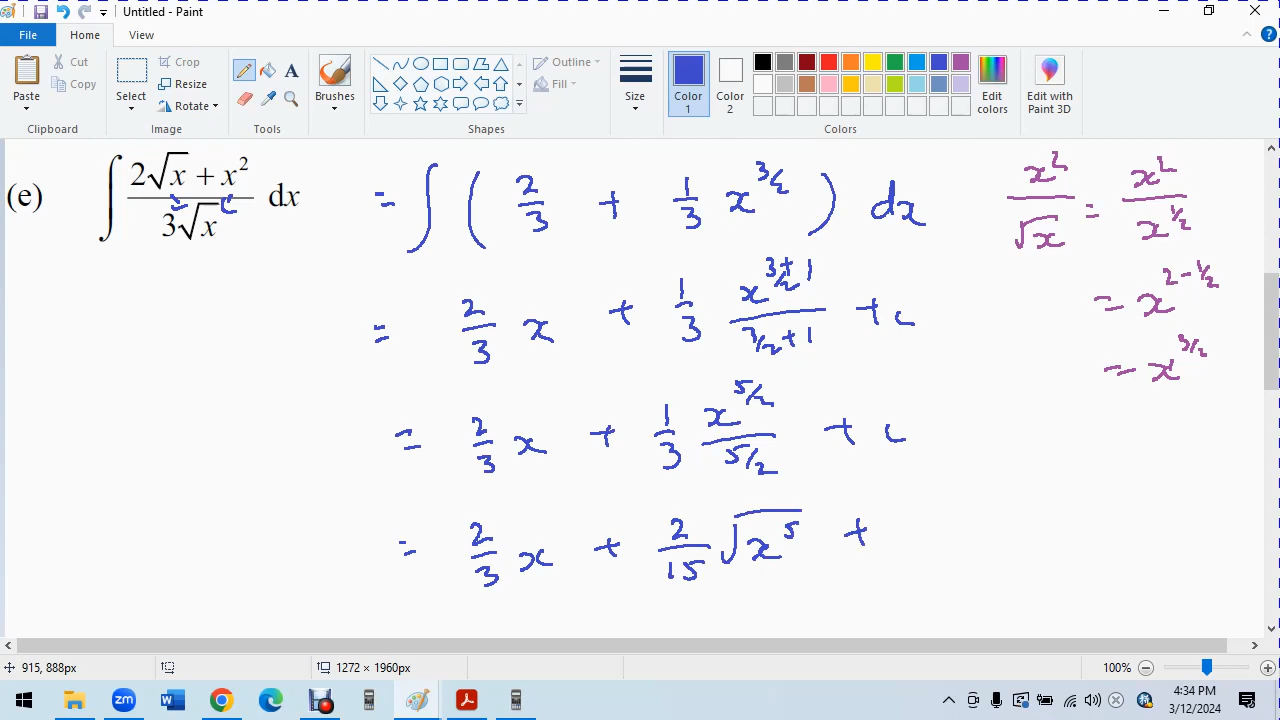 Untitled - Paint
File Home View
Paste Cut Copy Clipboard
Select Crop Resize Rotate Image
A Tools
Brushes
Outline Fill Shapes
Size
Color 1 Color 2 Edit colors Colors
Edit with Paint 3D
(e) ∫ (2√x + x²)/(3√x) dx = ∫ ( 2/3 + 1/3 x^(3/2) ) dx
= 2/3 x + 1/3 x^(3/2 + 1)/(3/2 + 1) + c
= 2/3 x + 1/3 x^(5/2)/(5/2) + c
= 2/3 x + 2/15 √(x^5) +
x²/√x = x²/x^(1/2)
= x^(2 - 1/2)
= x^(3/2)
915, 888px 1272 × 1960px 100%
zm W
4:34 PM
3/12/2024